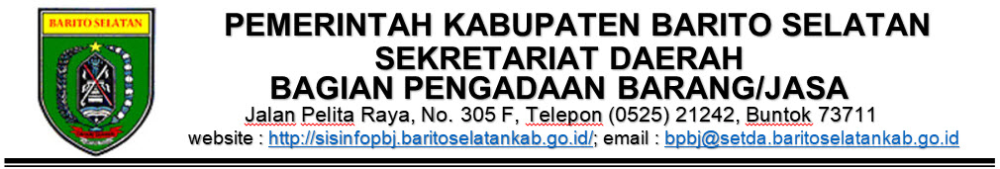 BARITO SELATAN
PEMERINTAH KABUPATEN BARITO SELATAN
SEKRETARIAT DAERAH
BAGIAN PENGADAAN BARANG/JASA
Jalan Pelita Raya, No. 305 F, Telepon (0525) 21242, Buntok 73711
website : http://sisinfopbj.baritoselatankab.go.id/; email : bpbj@setda.baritoselatankab.go.id